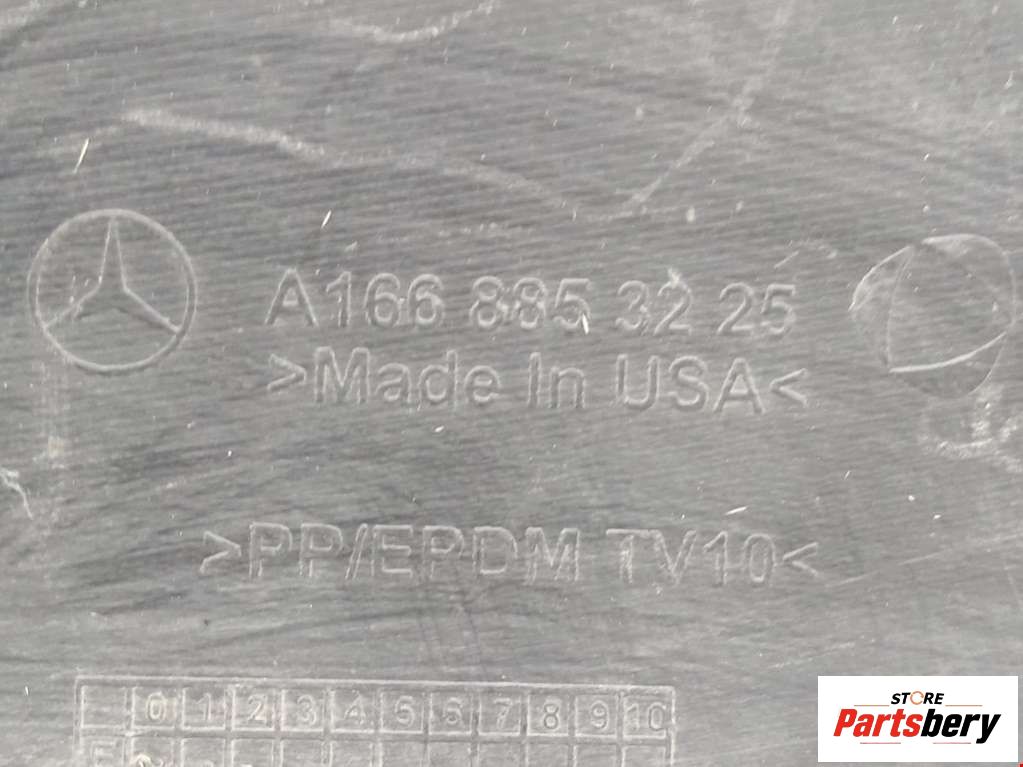 A166 885 32 25
>Made In USA<
>PP/EPDM TV10<
0 1 2 3 4 5 6 7 8 9 10
STORE
Partsbery